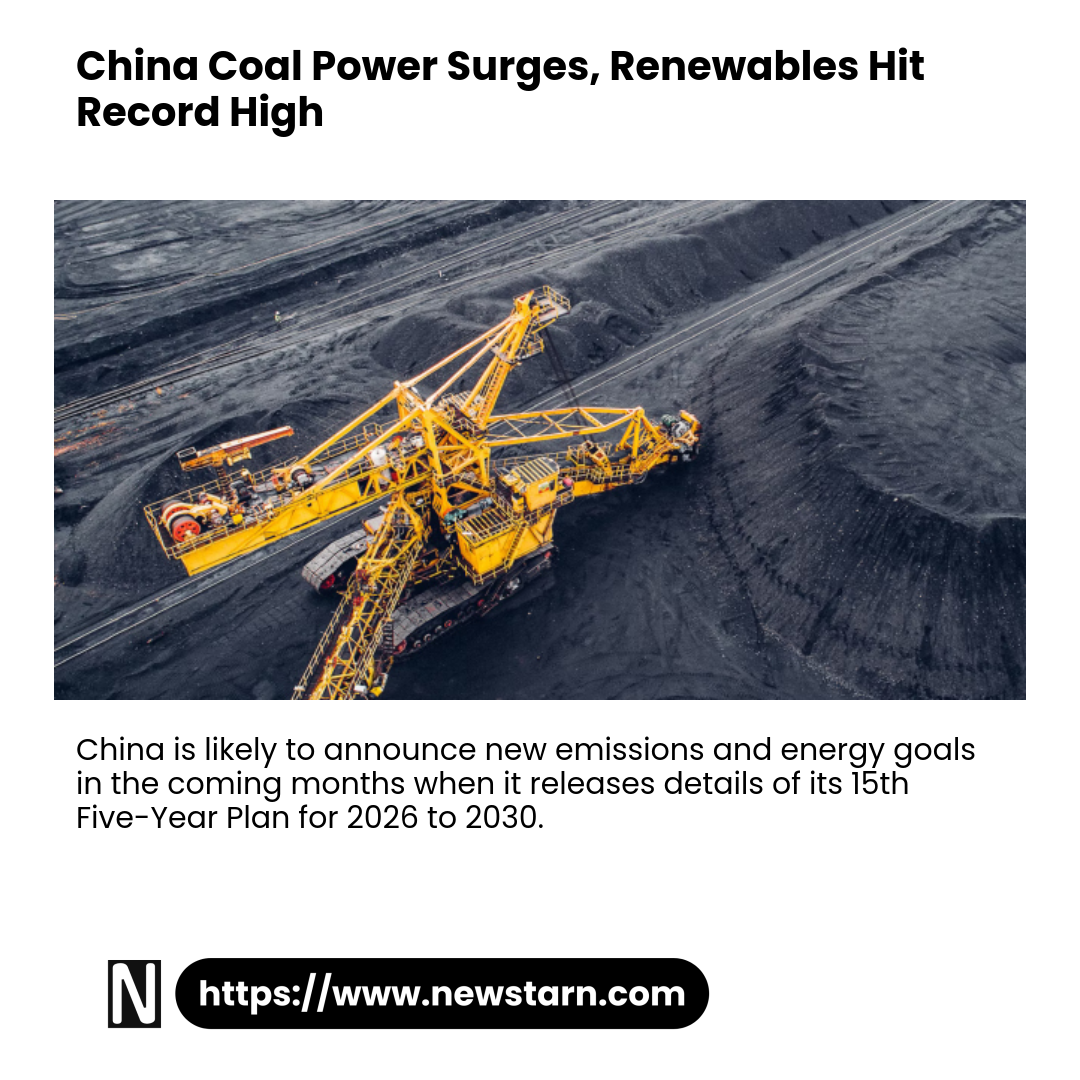 China Coal Power Surges, Renewables Hit
Record High
China is likely to announce new emissions and energy goals
in the coming months when it releases details of its 15th
Five-Year Plan for 2026 to 2030.
N
https://www.newstarn.com